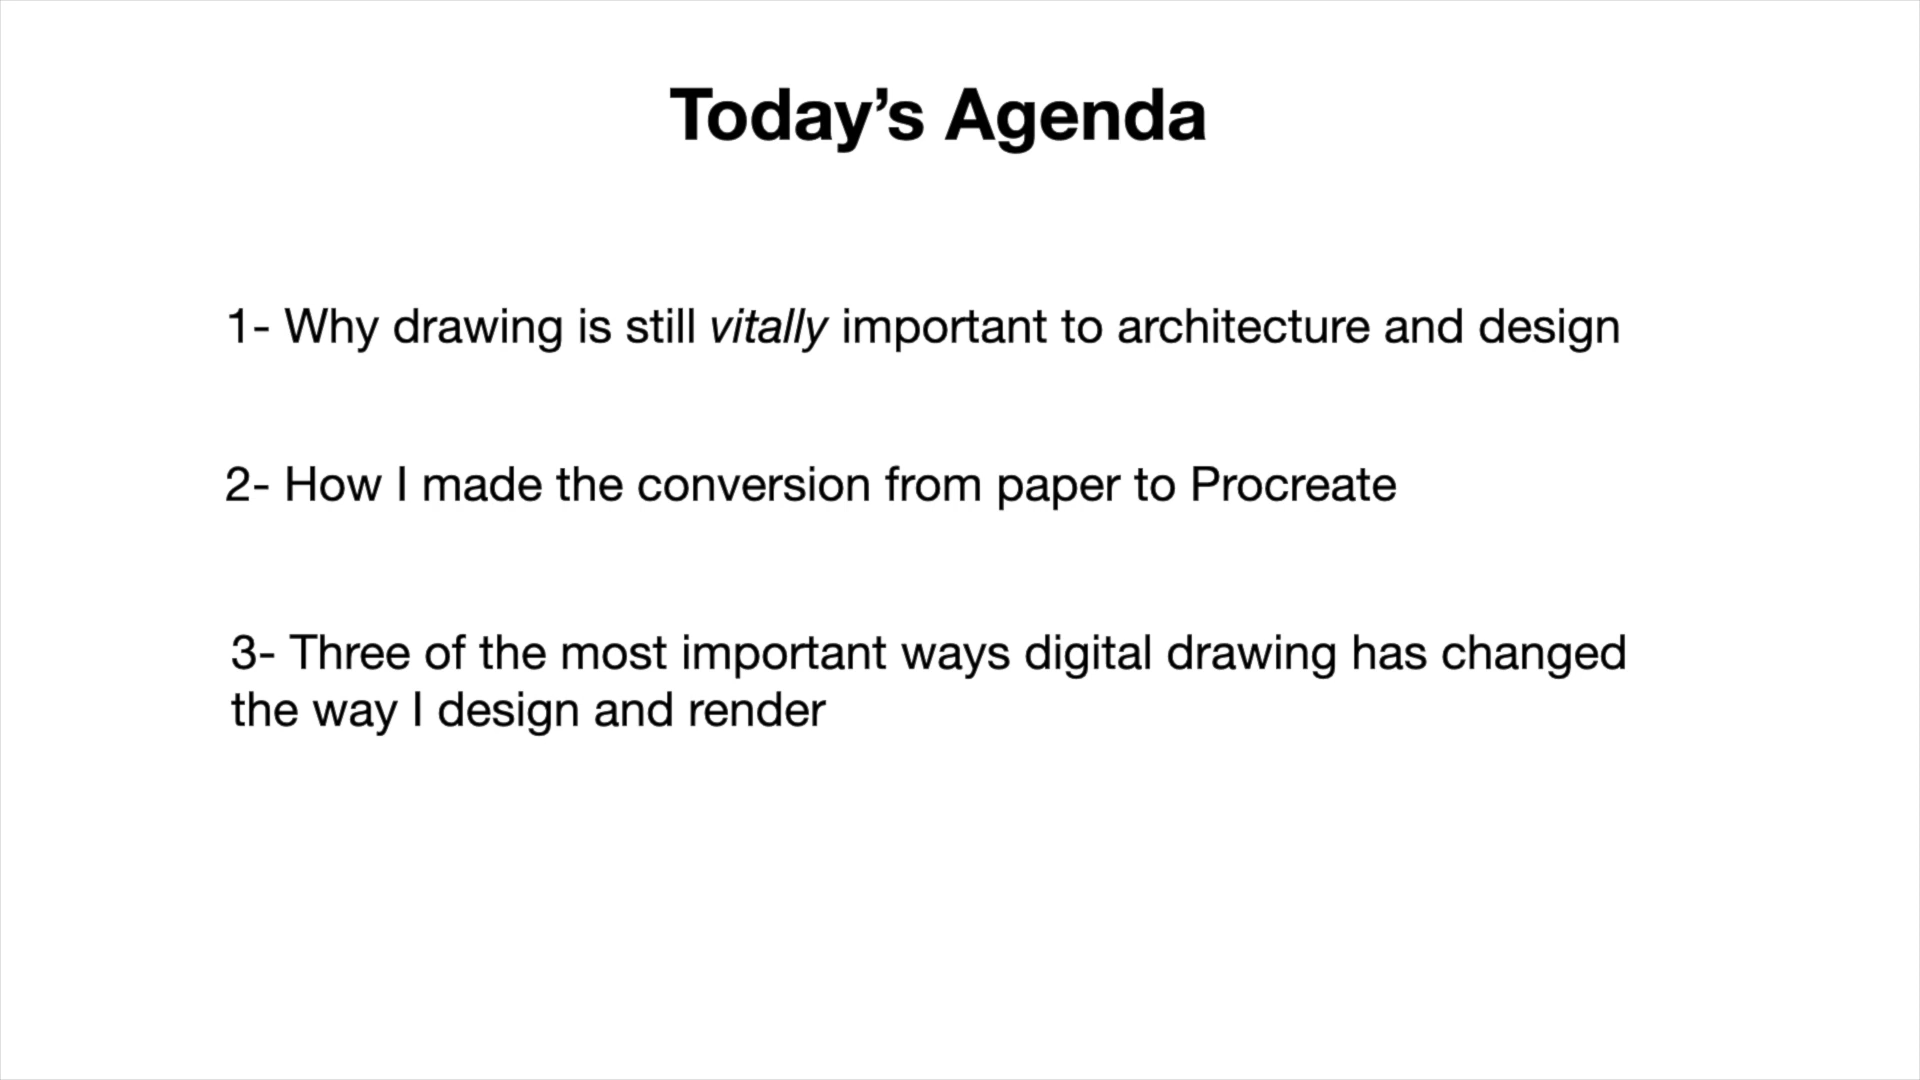 Today’s Agenda
1- Why drawing is still vitally important to architecture and design
2- How I made the conversion from paper to Procreate
3- Three of the most important ways digital drawing has changed
the way I design and render